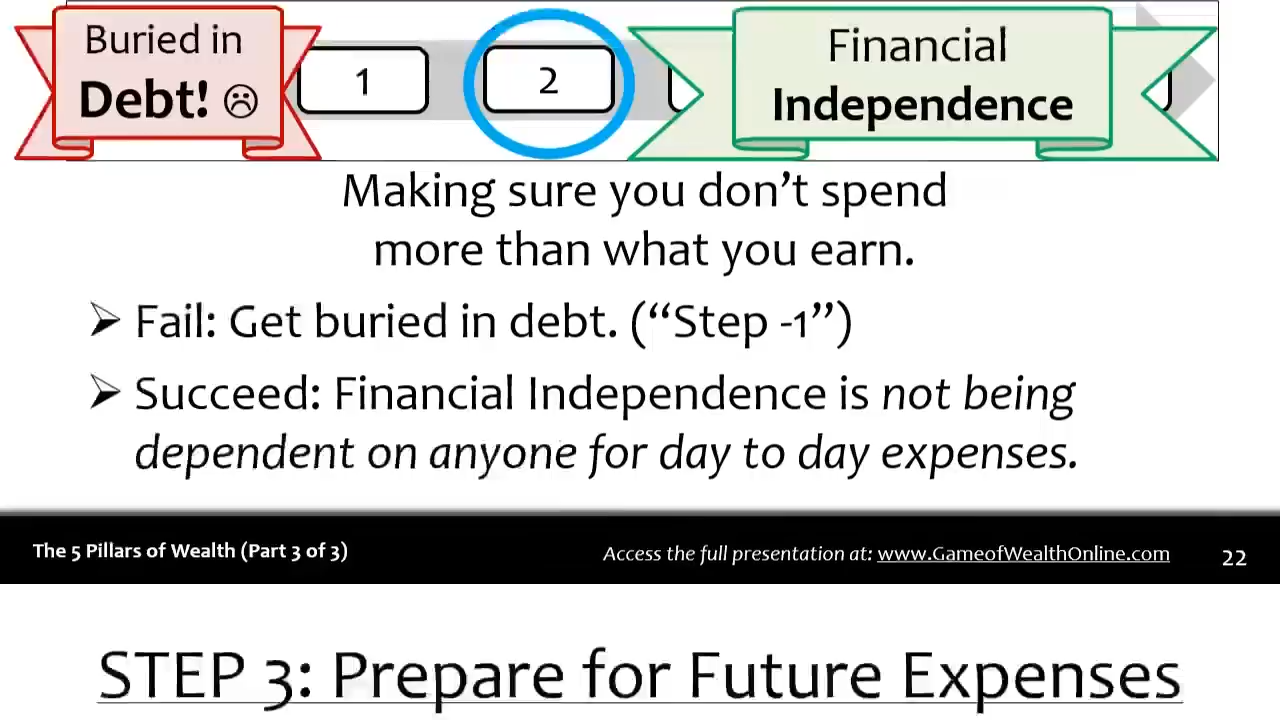 Buried in
Debt! ☹
1
2
Financial
Independence
Making sure you don’t spend
more than what you earn.
➢ Fail: Get buried in debt. (“Step -1”)
➢ Succeed: Financial Independence is not being
dependent on anyone for day to day expenses.
The 5 Pillars of Wealth (Part 3 of 3)
Access the full presentation at: www.GameofWealthOnline.com
22
STEP 3: Prepare for Future Expenses